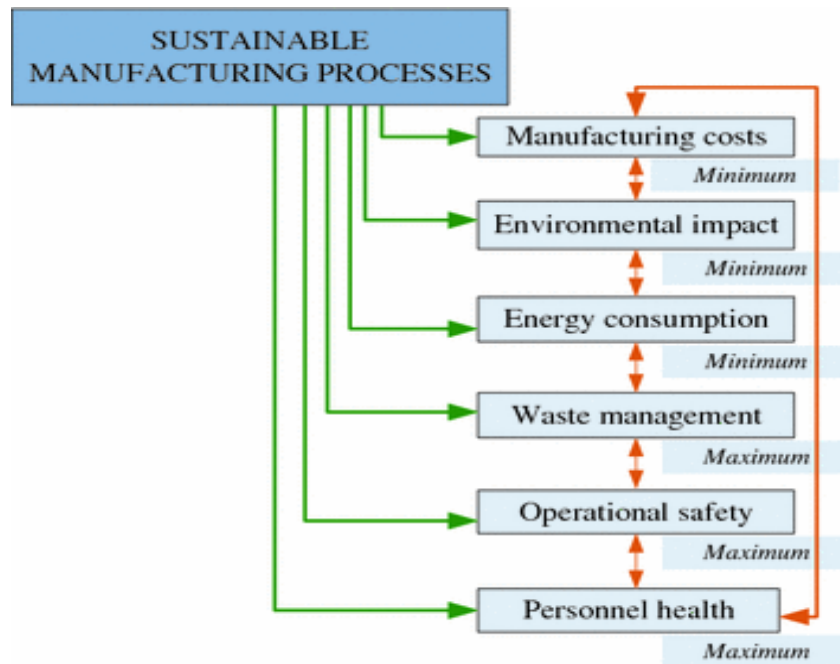 SUSTAINABLE
MANUFACTURING PROCESSES
Manufacturing costs
Minimum
Environmental impact
Minimum
Energy consumption
Minimum
Waste management
Maximum
Operational safety
Maximum
Personnel health
Maximum